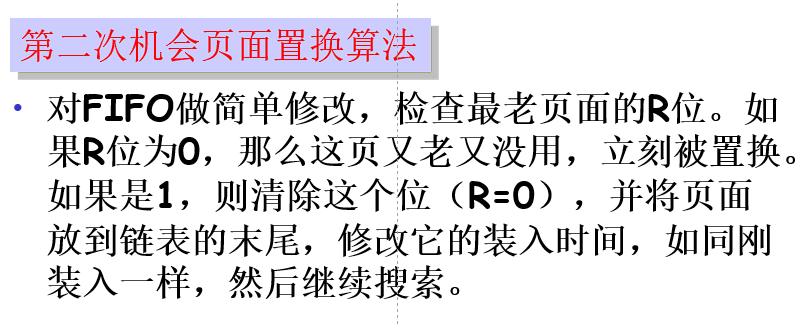 第二次机会页面置换算法
• 对FIFO做简单修改，检查最老页面的R位。如
果R位为0，那么这页又老又没用，立刻被置换。
如果是1，则清除这个位（R=0），并将页面
放到链表的末尾，修改它的装入时间，如同刚
装入一样，然后继续搜索。